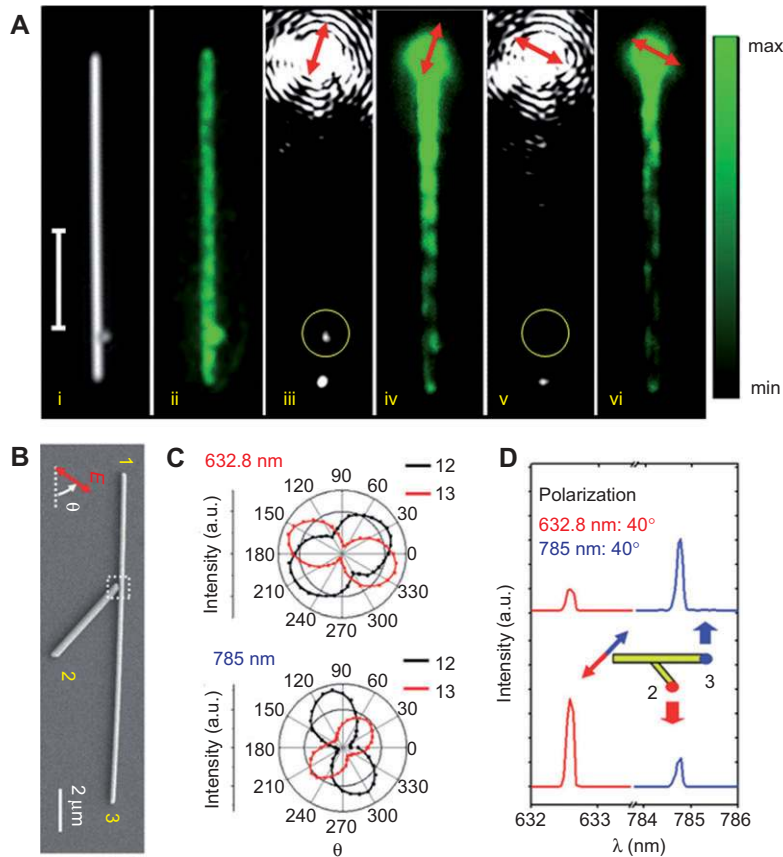 A
i
ii
iii
iv
v
vi
max
min
B
E
θ
1
2
3
2 μm
C
632.8 nm
12
13
Intensity (a.u.)
90
120 60
150 30
180 0
210 330
240 300
270
785 nm
12
13
Intensity (a.u.)
90
120 60
150 30
180 0
210 330
240 300
270
θ
D
Polarization
632.8 nm: 40°
785 nm: 40°
Intensity (a.u.)
2
3
632 633 784 785 786
λ (nm)